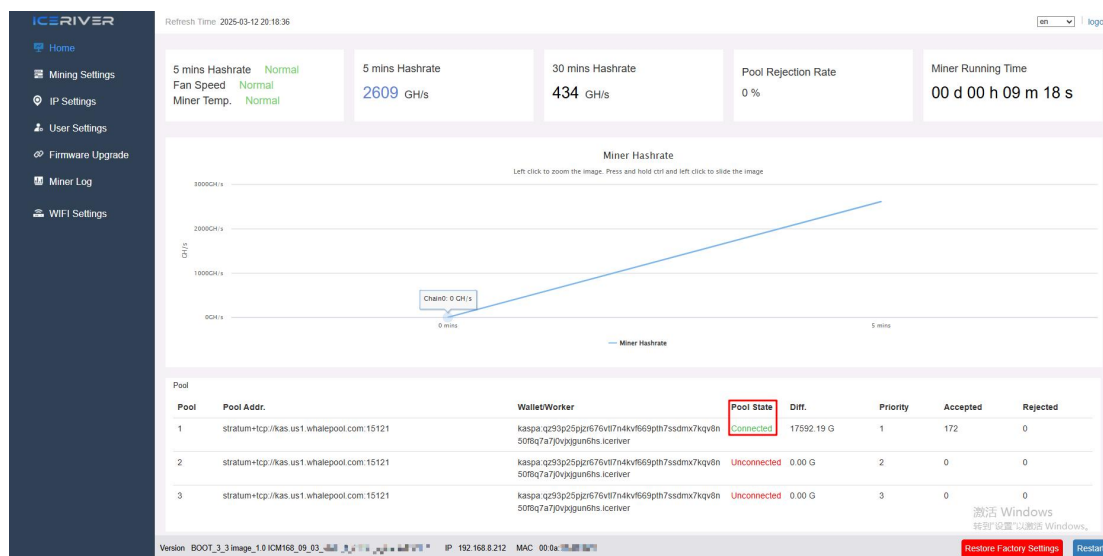 ICERIVER
Refresh Time 2025-03-12 20:18:36
en
Home
Mining Settings
IP Settings
User Settings
Firmware Upgrade
Miner Log
WIFI Settings
5 mins Hashrate Normal
Fan Speed Normal
Miner Temp. Normal
5 mins Hashrate
2609 GH/s
30 mins Hashrate
434 GH/s
Pool Rejection Rate
0 %
Miner Running Time
00 d 00 h 09 m 18 s
Miner Hashrate
Left click to zoom the image. Press and hold ctrl and left click to slide the image
GH/s
3000GH/s
2000GH/s
1000GH/s
0GH/s
Chain0: 0 GH/s
0 mins
5 mins
Miner Hashrate
Pool
Pool Pool Addr. Wallet/Worker Pool State Diff. Priority Accepted Rejected
1 stratum+tcp://kas.us1.whalepool.com:15121 kaspa:qz93p25pjzr676vtl7n4kvf669pth7ssdmx7kqv8n Connected 17592.19 G 1 172 0
50f8q7a7j0vjxjgun6hs.iceriver
2 stratum+tcp://kas.us1.whalepool.com:15121 kaspa:qz93p25pjzr676vtl7n4kvf669pth7ssdmx7kqv8n Unconnected 0.00 G 2 0 0
50f8q7a7j0vjxjgun6hs.iceriver
3 stratum+tcp://kas.us1.whalepool.com:15121 kaspa:qz93p25pjzr676vtl7n4kvf669pth7ssdmx7kqv8n Unconnected 0.00 G 3 0 0
50f8q7a7j0vjxjgun6hs.iceriver
激活 Windows
转到"设置"以激活 Windows。
Version BOOT_3_3 image_1.0 ICM168_09_03_ IP 192.168.8.212 MAC 00:0a:
Restore Factory Settings